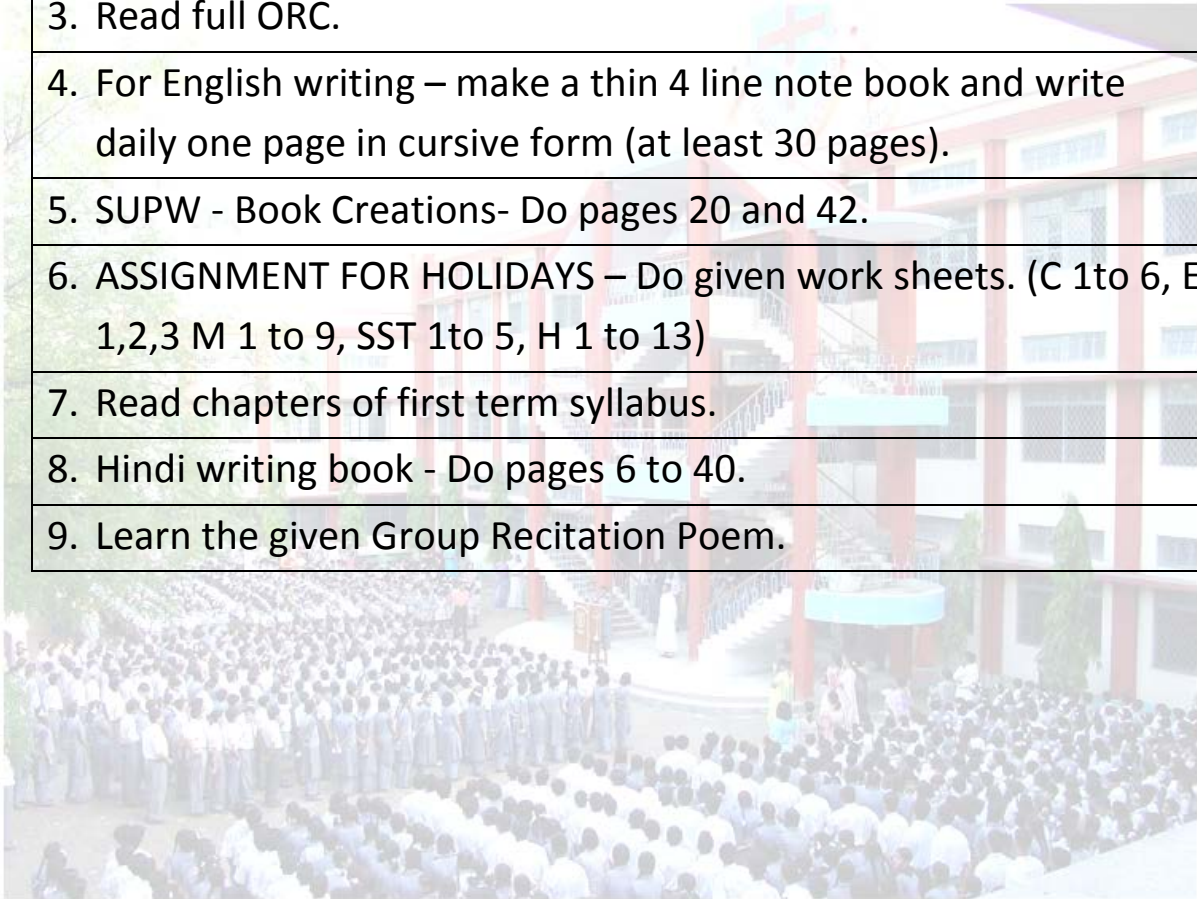 3. Read full ORC.
4. For English writing – make a thin 4 line note book and write
daily one page in cursive form (at least 30 pages).
5. SUPW - Book Creations- Do pages 20 and 42.
6. ASSIGNMENT FOR HOLIDAYS – Do given work sheets. (C 1to 6, E
1,2,3 M 1 to 9, SST 1to 5, H 1 to 13)
7. Read chapters of first term syllabus.
8. Hindi writing book - Do pages 6 to 40.
9. Learn the given Group Recitation Poem.